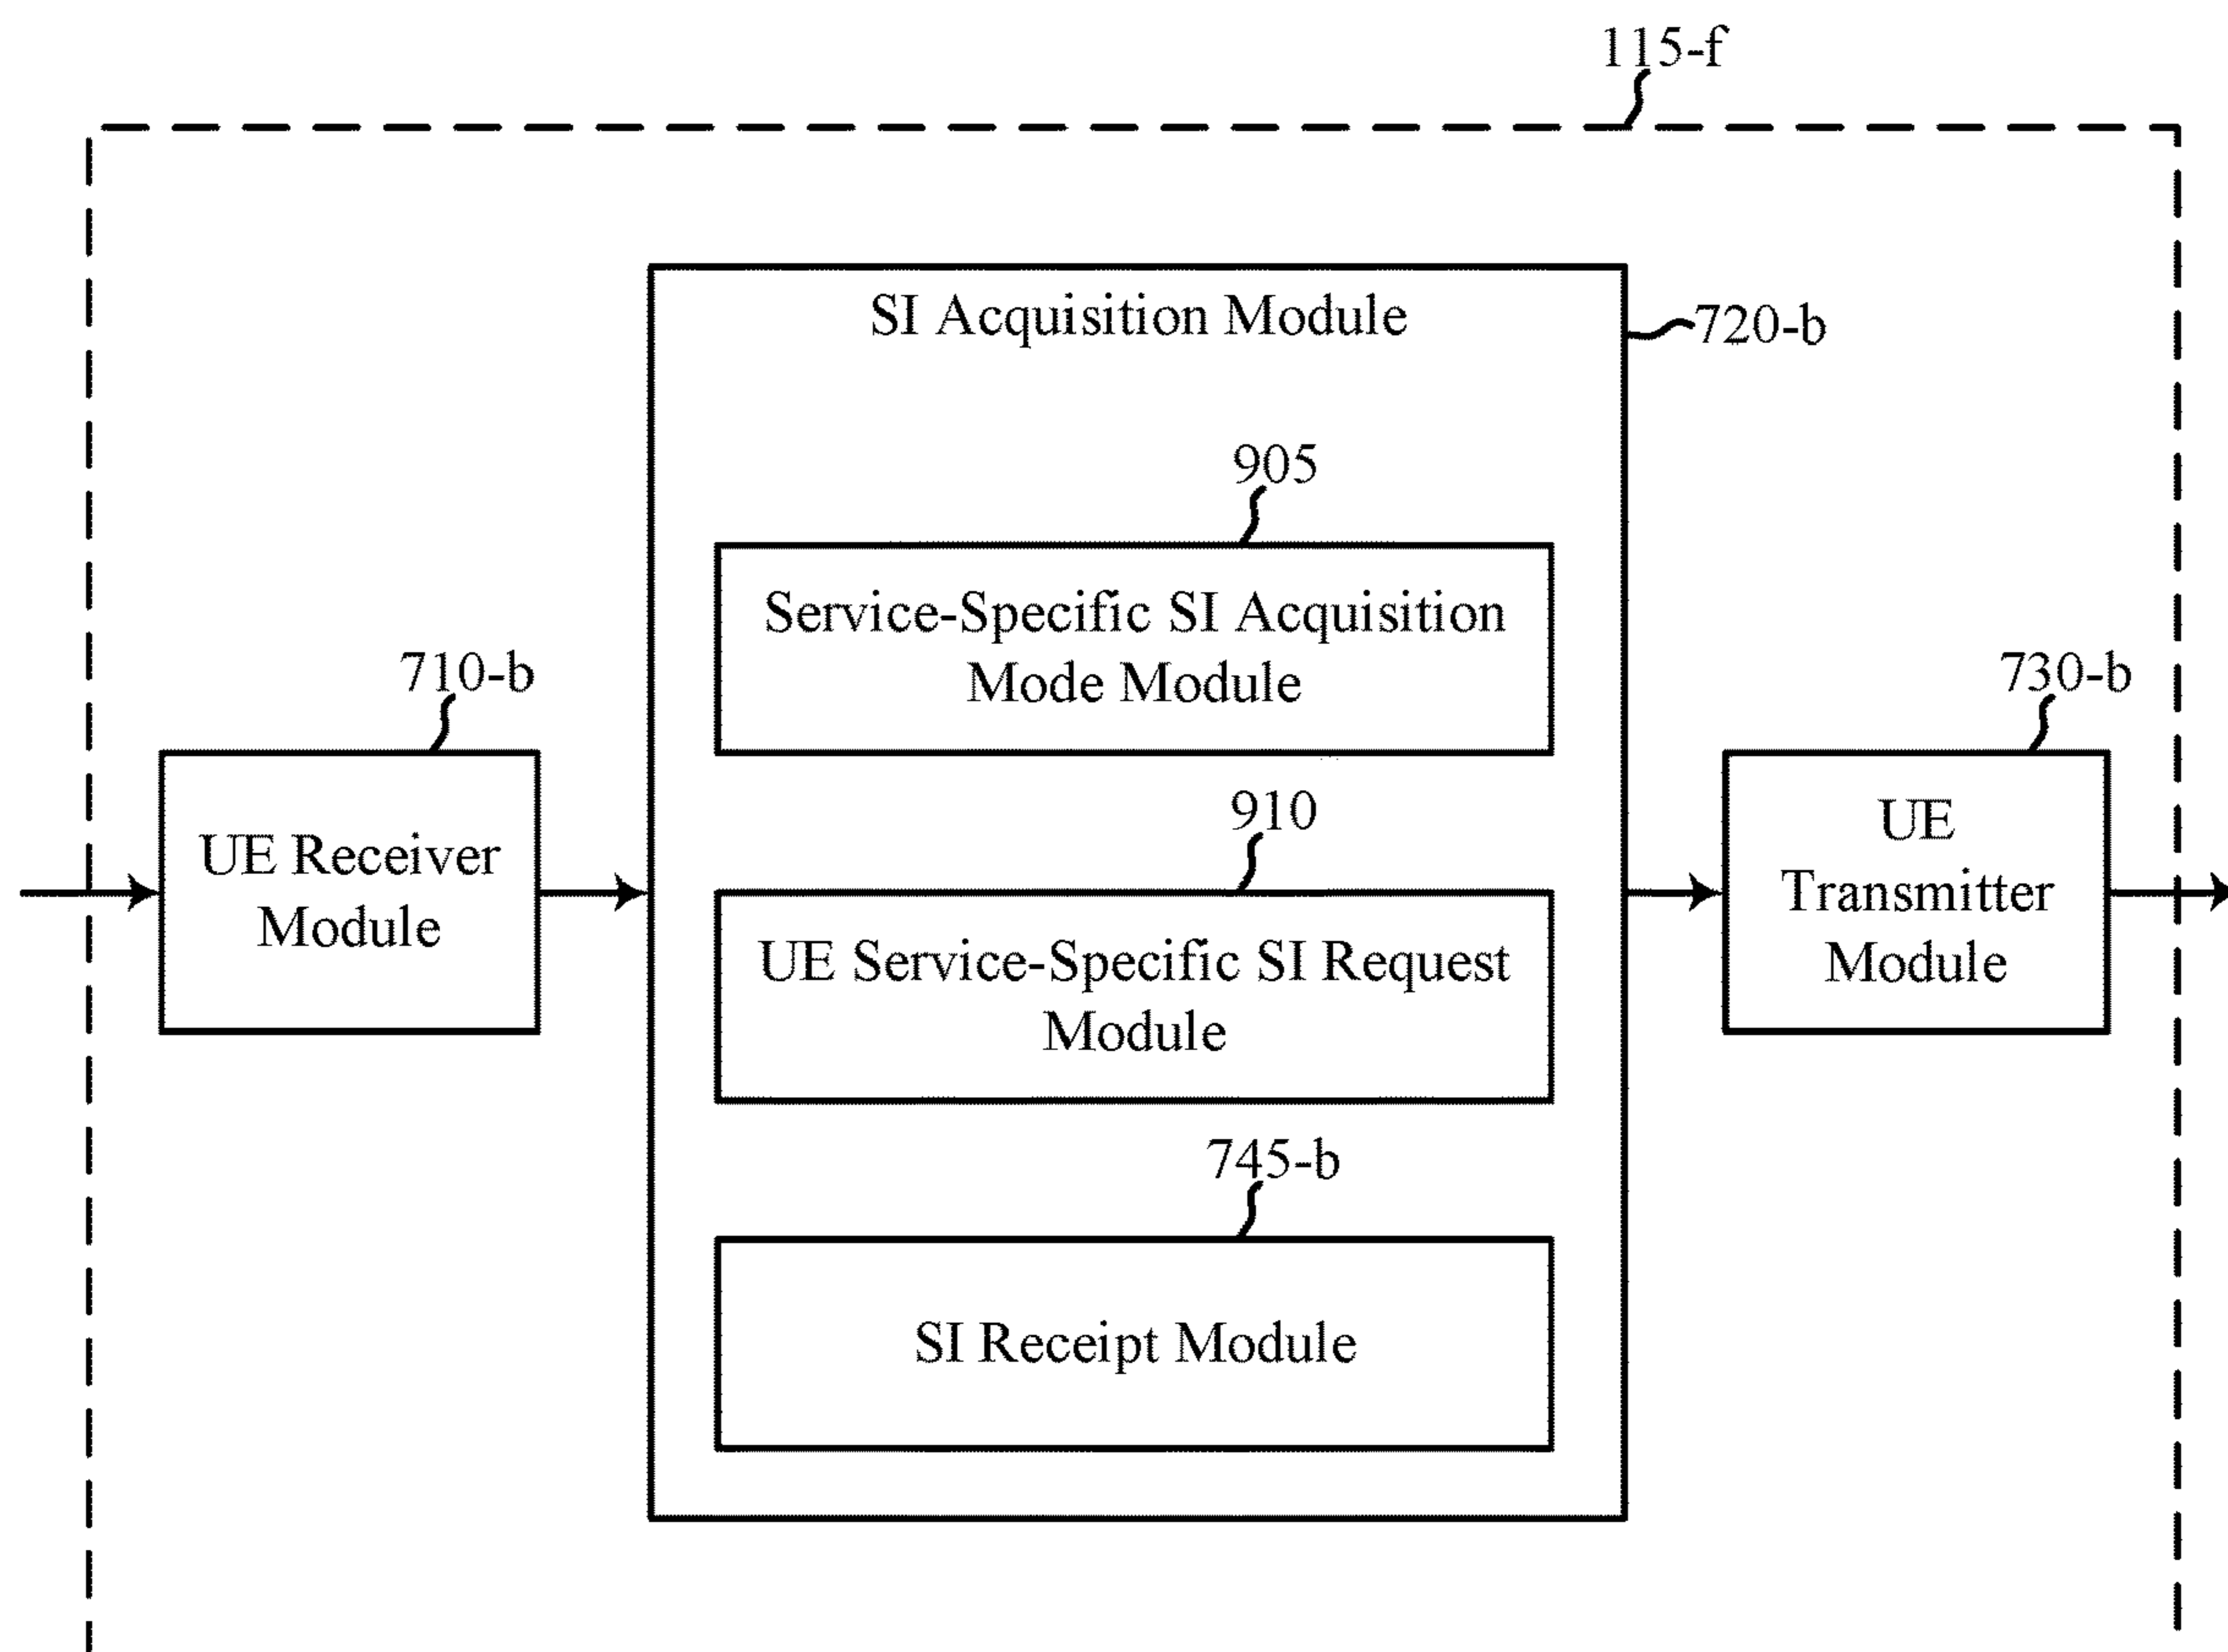 115-f
SI Acquisition Module
720-b
905
Service-Specific SI Acquisition
Mode Module
710-b
UE Receiver
Module
910
UE Service-Specific SI Request
Module
730-b
UE
Transmitter
Module
745-b
SI Receipt Module